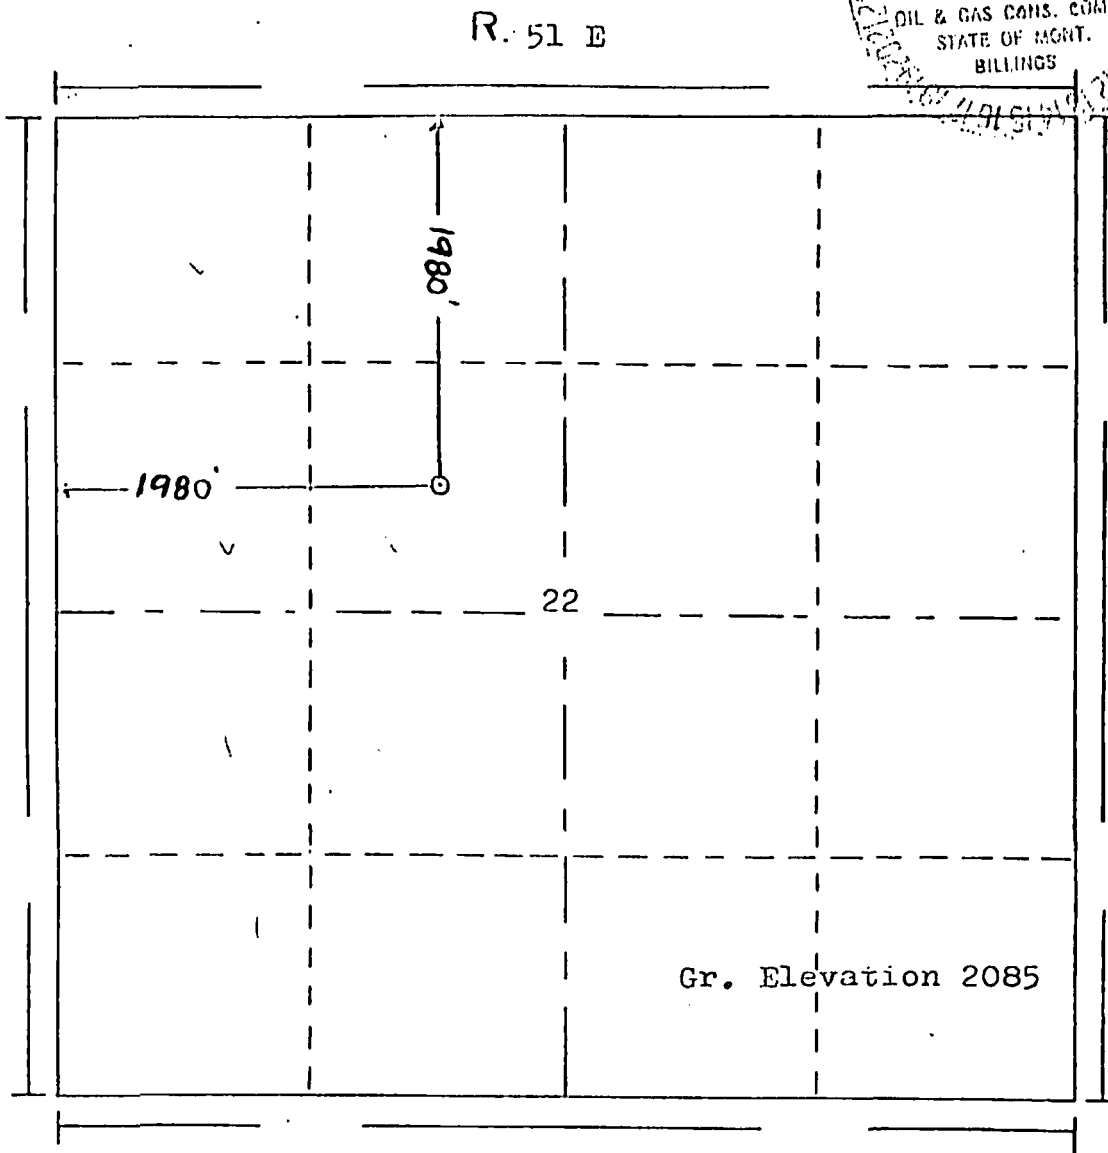 R. 51 E
OIL & GAS CONS. COM
STATE OF MONT.
BILLINGS
1980'
1980'
22
Gr. Elevation 2085